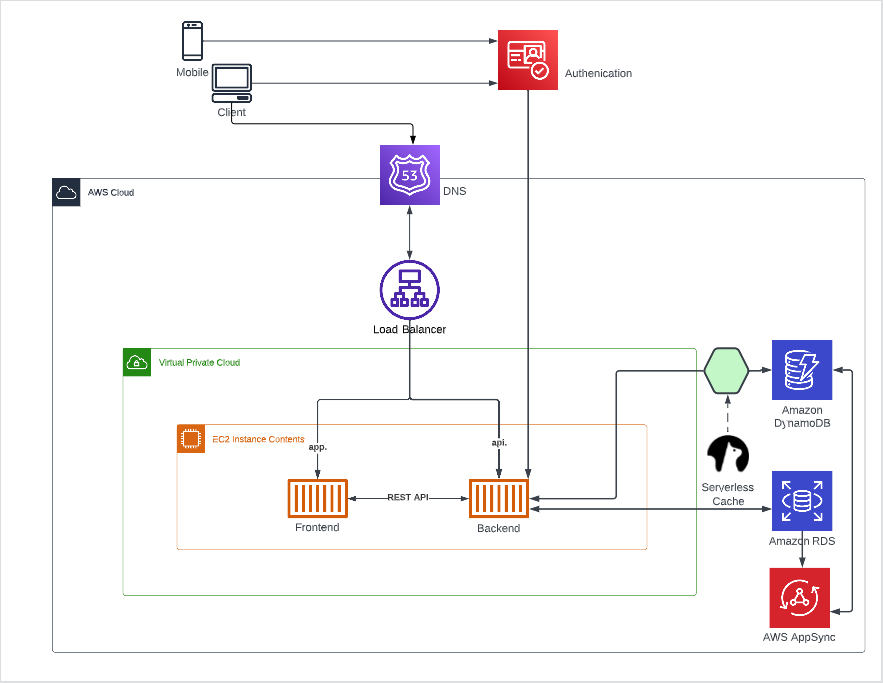 Mobile
Client
Authenication
53
DNS
AWS Cloud
Load Balancer
Virtual Private Cloud
EC2 Instance Contents
app.
api.
REST API
Frontend
Backend
Amazon
DynamoDB
Serverless
Cache
Amazon RDS
AWS AppSync